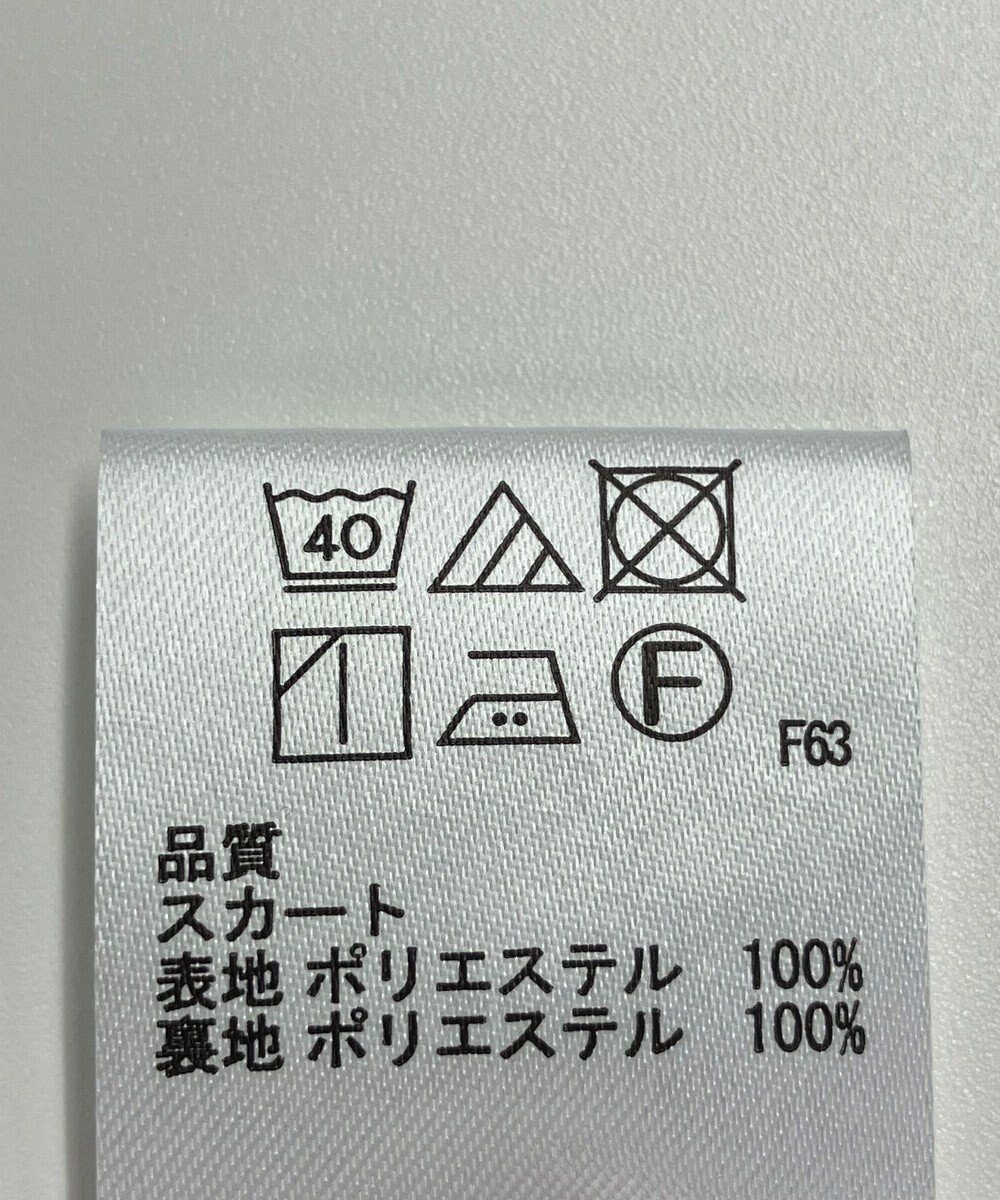 40
F
F63
品質
スカート
表地 ポリエステル 100%
裏地 ポリエステル 100%